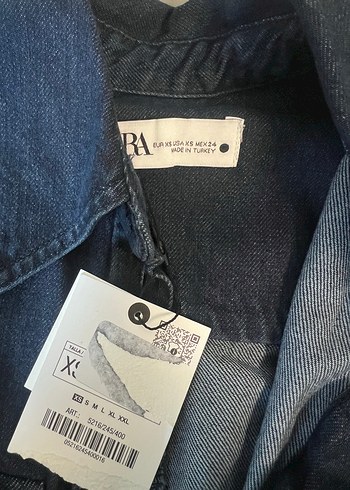 RA
EUR XS USA XS MEX 24
MADE IN TURKEY
TALLA/
XS
XS S M L XL XXL
ART.: 5216/245/400
05216245400016